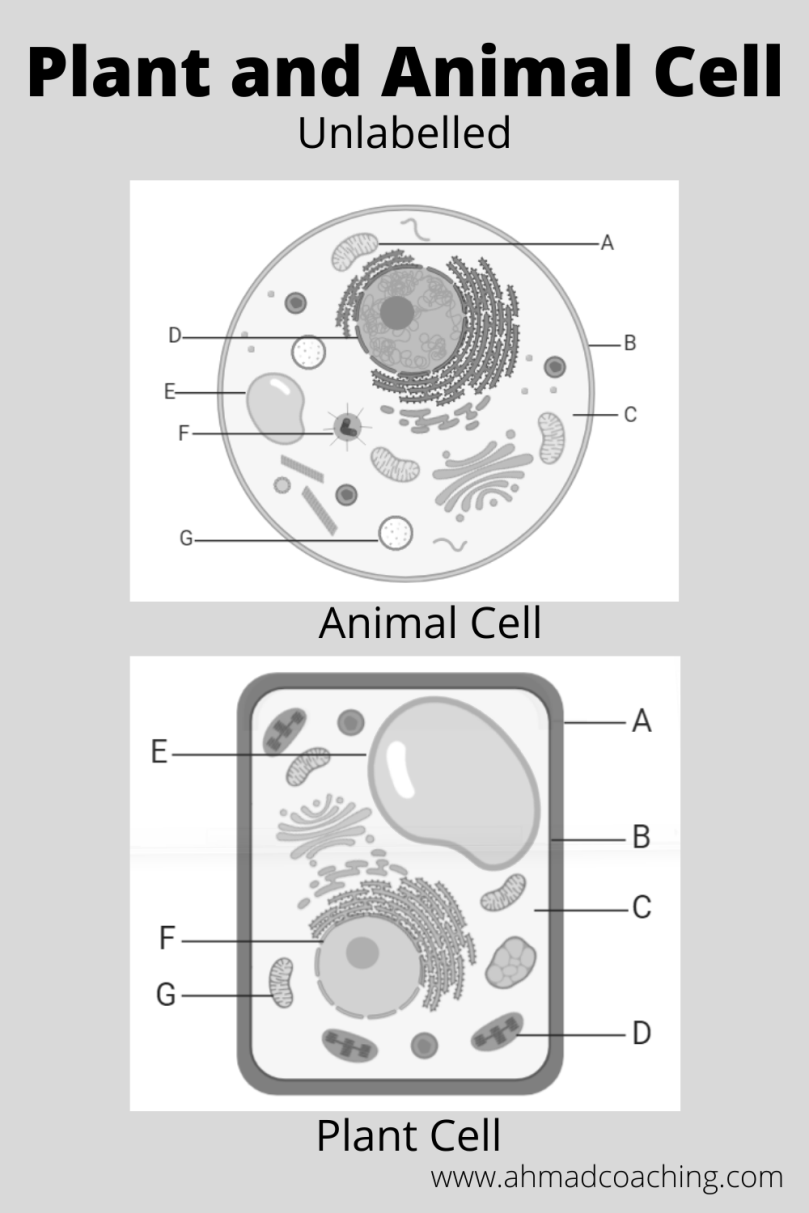 Plant and Animal Cell
Unlabelled
A
D
B
E
C
F
G
Animal Cell
A
E
B
C
F
G
D
Plant Cell
www.ahmadcoaching.com